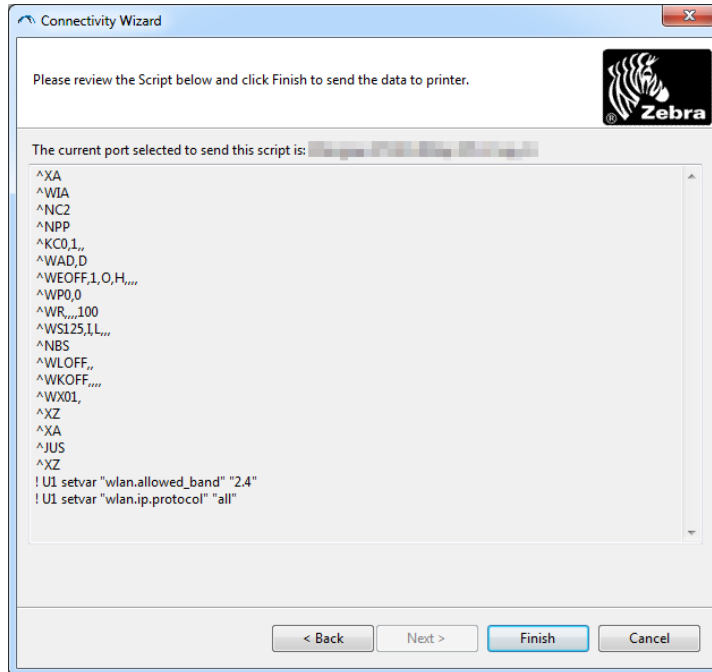 Connectivity Wizard
Please review the Script below and click Finish to send the data to printer.
® Zebra
The current port selected to send this script is:
^XA
^WIA
^NC2
^NPP
^KC0,1,,
^WAD,D
^WEOFF,1,O,H,,,,
^WP0,0
^WR,,,,100
^WS125,I,L,,,
^NBS
^WLOFF,,
^WKOFF,,,,
^WX01,
^XZ
^XA
^JUS
^XZ
! U1 setvar "wlan.allowed_band" "2.4"
! U1 setvar "wlan.ip.protocol" "all"
< Back
Next >
Finish
Cancel